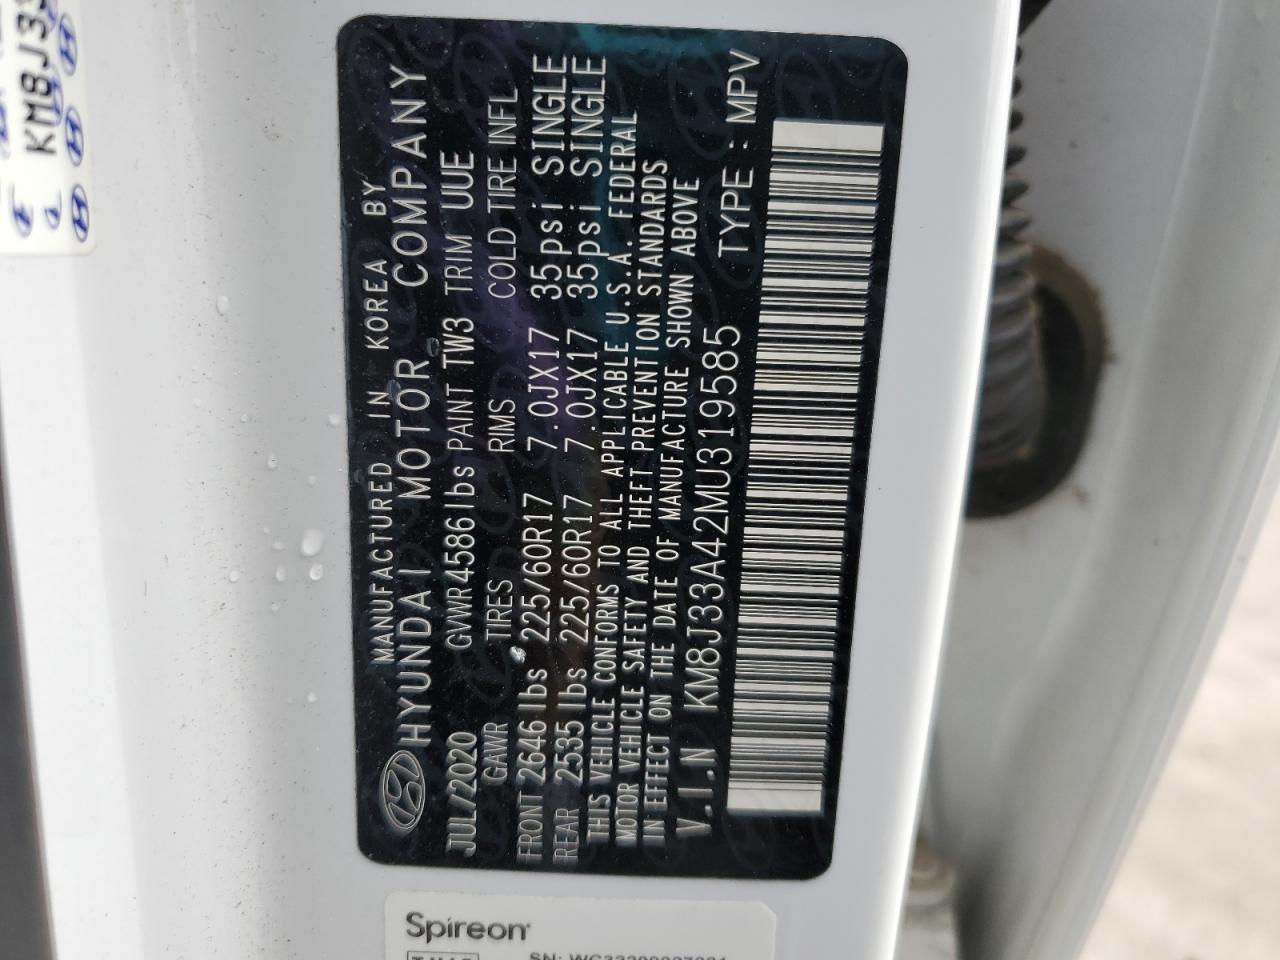 MANUFACTURED IN KOREA BY
HYUNDAI MOTOR COMPANY
JUL/2020 GVWR 4586 lbs PAINT TW3 TRIM UUE
GAWR TIRES RIMS COLD TIRE INFL
FRONT 2646 lbs 225/60R17 7.0JX17 35psi SINGLE
REAR 2535 lbs 225/60R17 7.0JX17 35psi SINGLE
THIS VEHICLE CONFORMS TO ALL APPLICABLE U.S.A. FEDERAL
MOTOR VEHICLE SAFETY AND THEFT PREVENTION STANDARDS
IN EFFECT ON THE DATE OF MANUFACTURE SHOWN ABOVE
V.I.N KM8J33A42MU319585 TYPE : MPV
KM8J33
Spireon